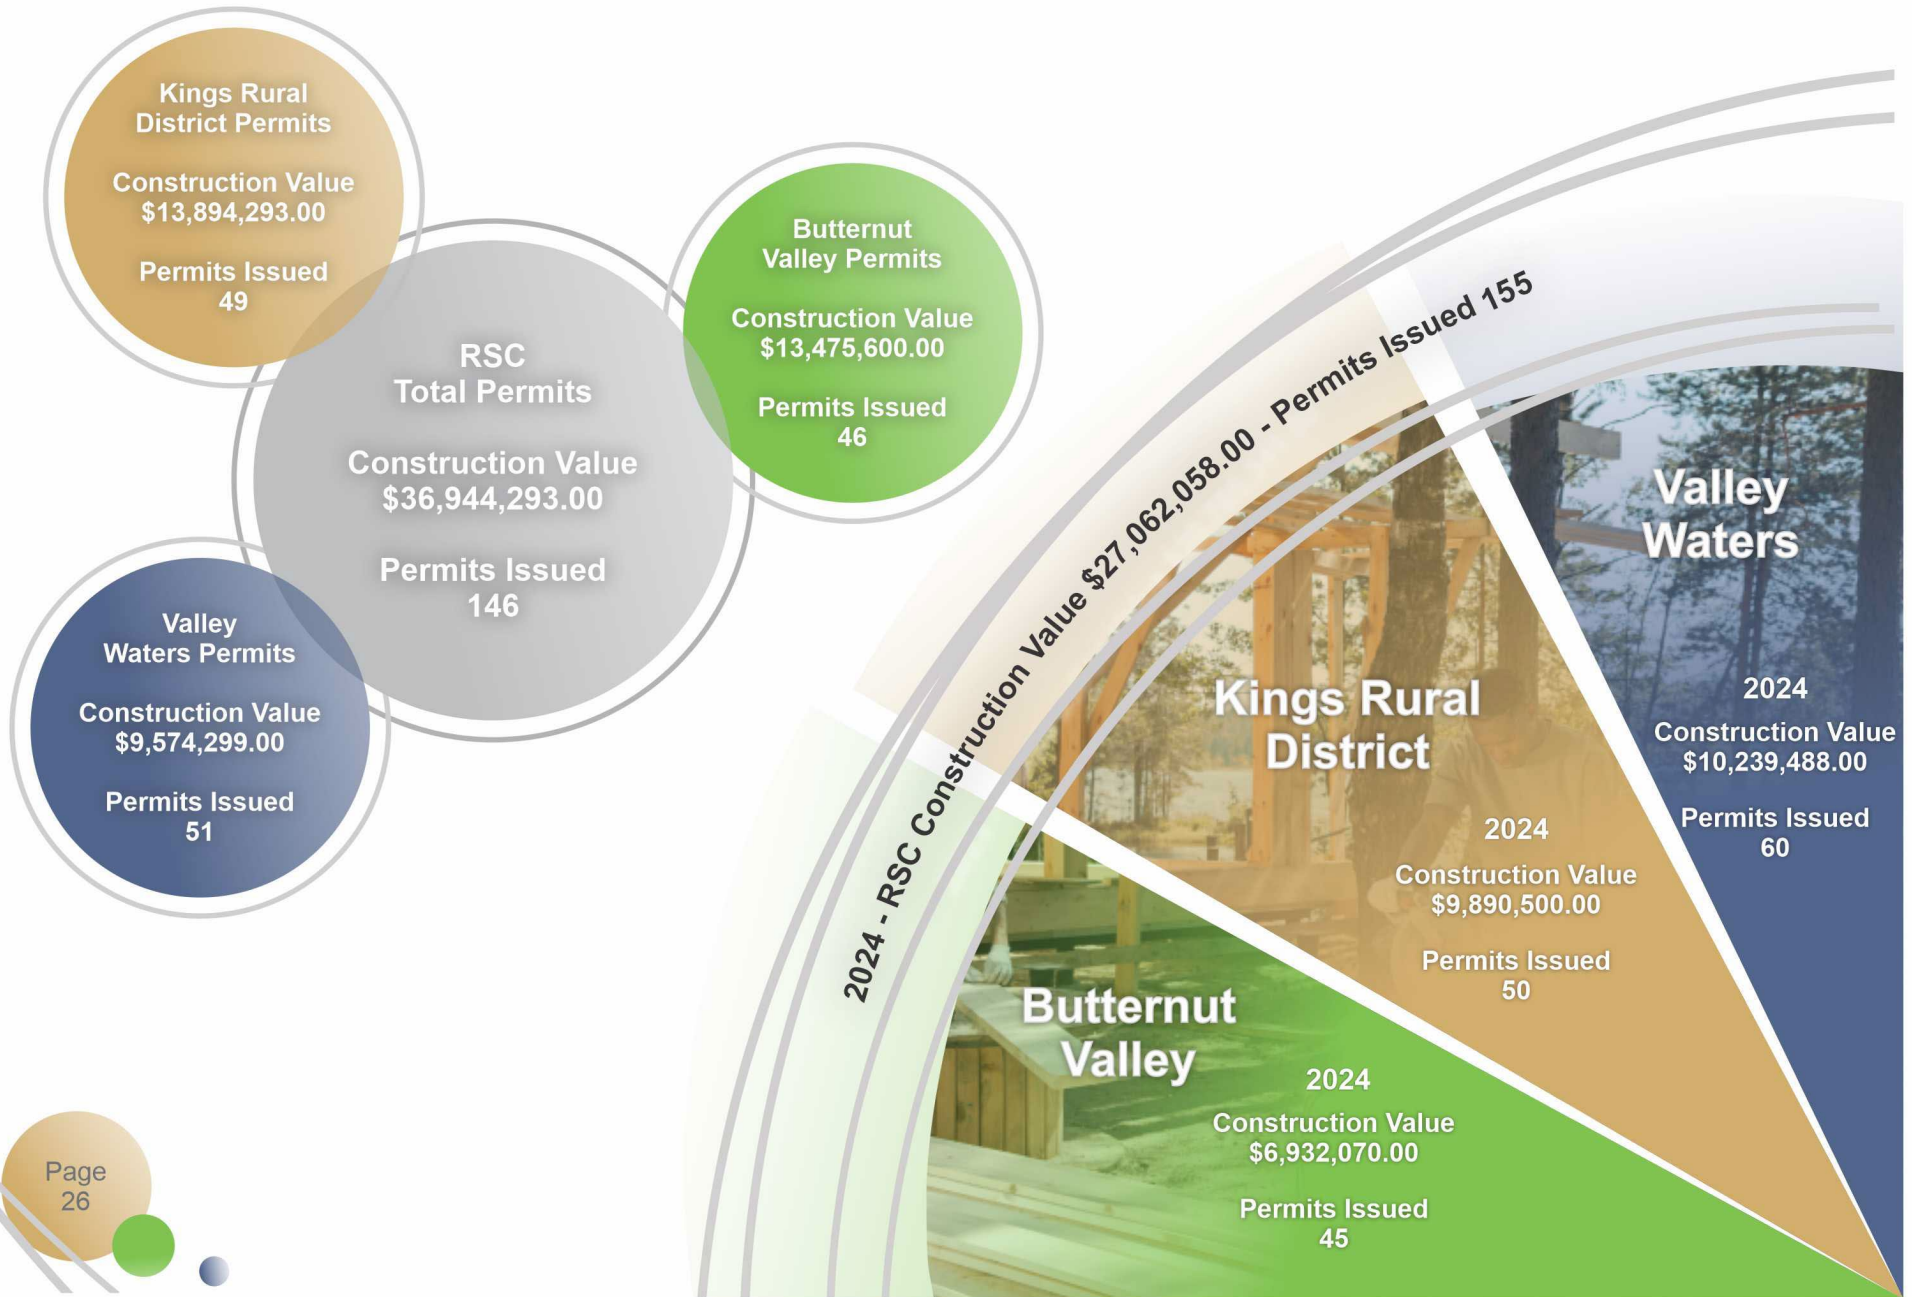 Kings Rural
District Permits
Construction Value
$13,894,293.00
Permits Issued
49
RSC
Total Permits
Construction Value
$36,944,293.00
Permits Issued
146
Butternut
Valley Permits
Construction Value
$13,475,600.00
Permits Issued
46
Valley
Waters Permits
Construction Value
$9,574,299.00
Permits Issued
51
2024 - RSC Construction Value $27,062,058.00 - Permits Issued 155
Valley
Waters
2024
Construction Value
$10,239,488.00
Permits Issued
60
Kings Rural
District
2024
Construction Value
$9,890,500.00
Permits Issued
50
Butternut
Valley
2024
Construction Value
$6,932,070.00
Permits Issued
45
Page
26